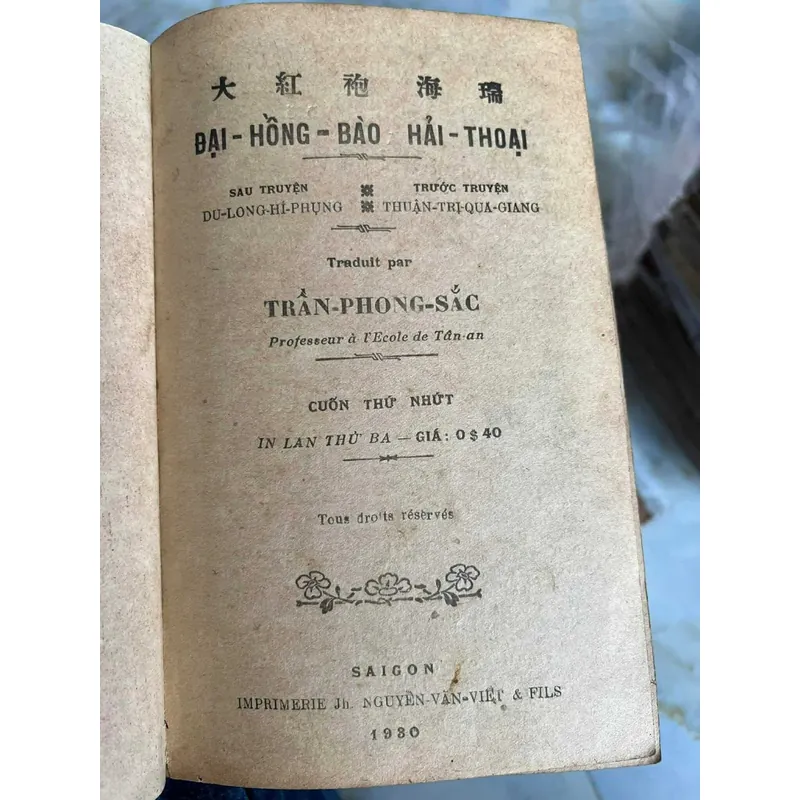 大紅袍海瑞
ĐẠI-HỒNG-BÀO HẢI-THOẠI
SAU TRUYỆN TRƯỚC TRUYỆN
DU-LONG-HÍ-PHỤNG THUẬN-TRỊ-QUA-GIANG
Traduit par
TRẦN-PHONG-SẮC
Professeur à l'Ecole de Tân-an
CUỐN THỨ NHỨT
IN LAN THỨ BA — GIÁ: 0$40
Tous droits réservés
SAIGON
IMPRIMERIE Jh. NGUYỄN-VĂN-VIẾT & FILS
1930